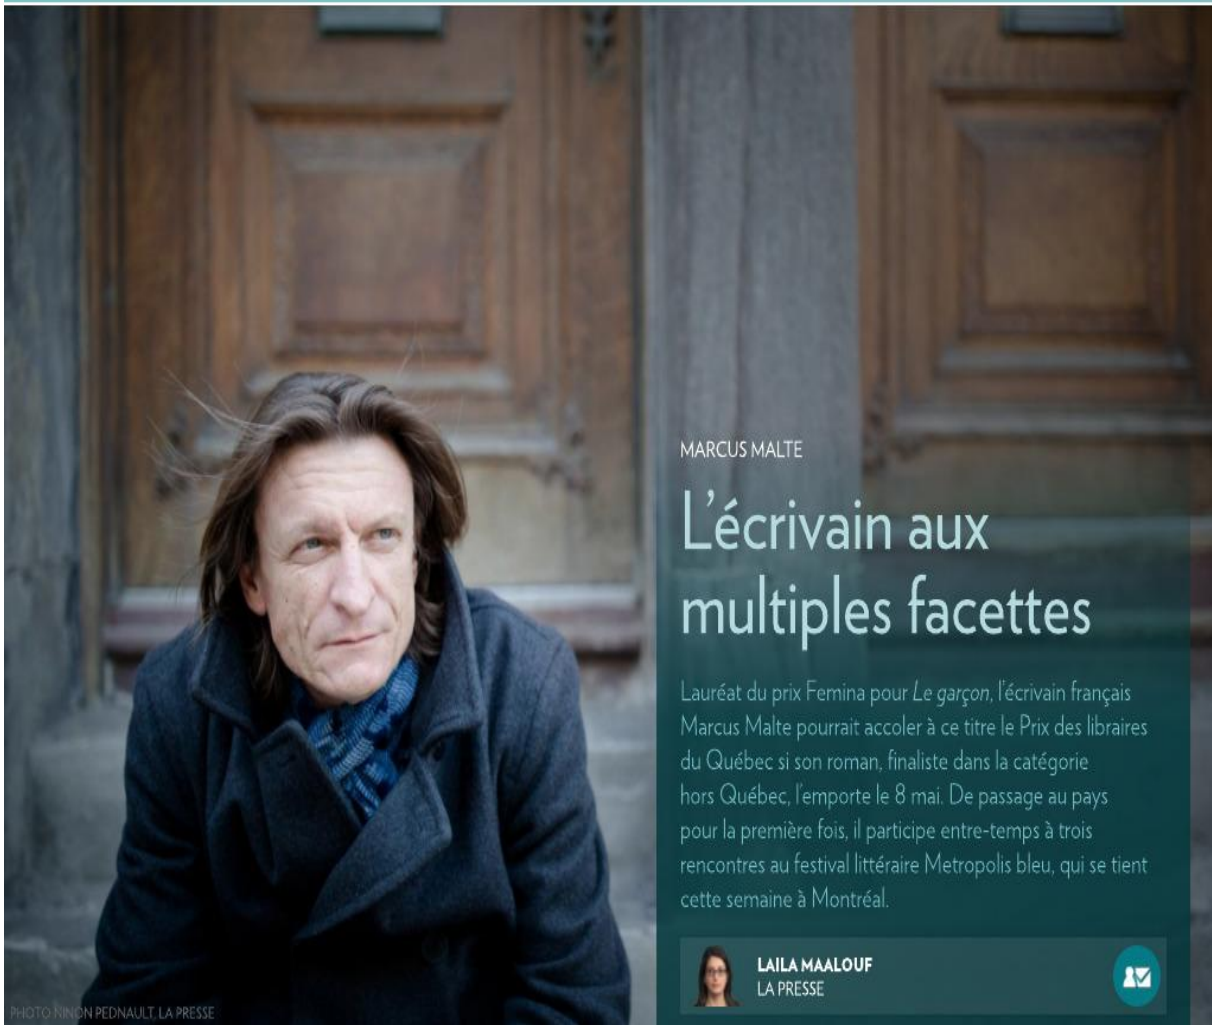 MARCUS MALTE
L'écrivain aux
multiples facettes
Lauréat du prix Femina pour Le garçon, l'écrivain français
Marcus Malte pourrait accoler à ce titre le Prix des libraires
du Québec si son roman, finaliste dans la catégorie
hors Québec, l'emporte le 8 mai. De passage au pays
pour la première fois, il participe entre-temps à trois
rencontres au festival littéraire Metropolis bleu, qui se tient
cette semaine à Montréal.
LAILA MAALOUF
LA PRESSE
PHOTO NINON PEDNAULT, LA PRESSE